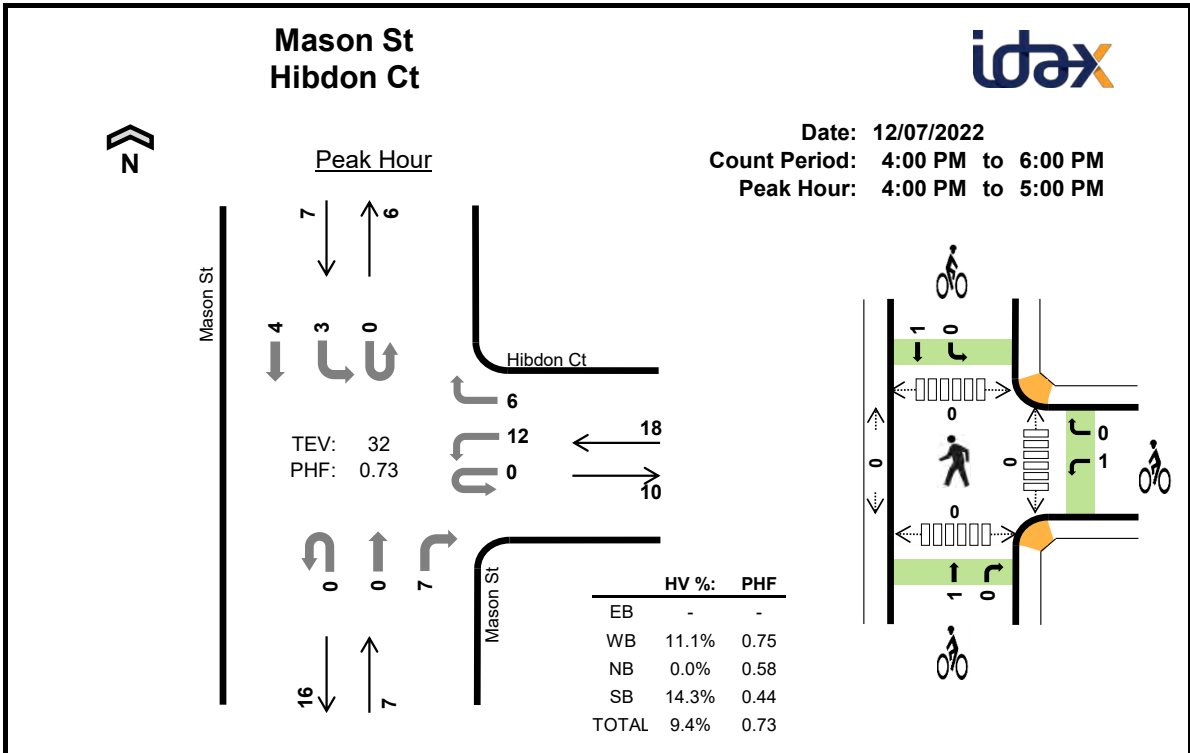 Mason St
Hibdon Ct
idax
N
Peak Hour
Date: 12/07/2022
Count Period: 4:00 PM to 6:00 PM
Peak Hour: 4:00 PM to 5:00 PM
7 6
Mason St
4 3 0
Hibdon Ct
6
12
0
18
10
TEV: 32
PHF: 0.73
0 0 7
Mason St
16 7
HV %: PHF
EB - -
WB 11.1% 0.75
NB 0.0% 0.58
SB 14.3% 0.44
TOTAL 9.4% 0.73
1 0
0
0
0
0
1
0
1 0